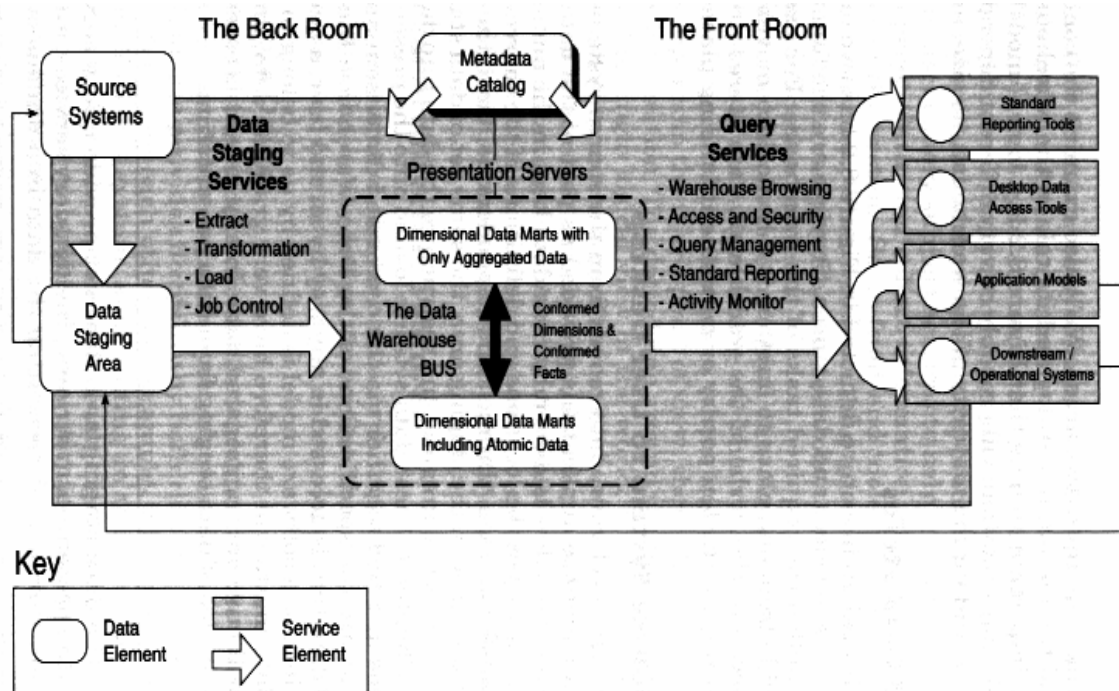 The Back Room
The Front Room
Metadata
Catalog
Source
Systems
Data
Staging
Services
- Extract
- Transformation
- Load
- Job Control
Data
Staging
Area
Presentation Servers
Dimensional Data Marts with
Only Aggregated Data
The Data
Warehouse
BUS
Conformed
Dimensions &
Conformed
Facts
Dimensional Data Marts
Including Atomic Data
Query
Services
- Warehouse Browsing
- Access and Security
- Query Management
- Standard Reporting
- Activity Monitor
Standard
Reporting Tools
Desktop Data
Access Tools
Application Models
Downstream /
Operational Systems
Key
Data
Element
Service
Element